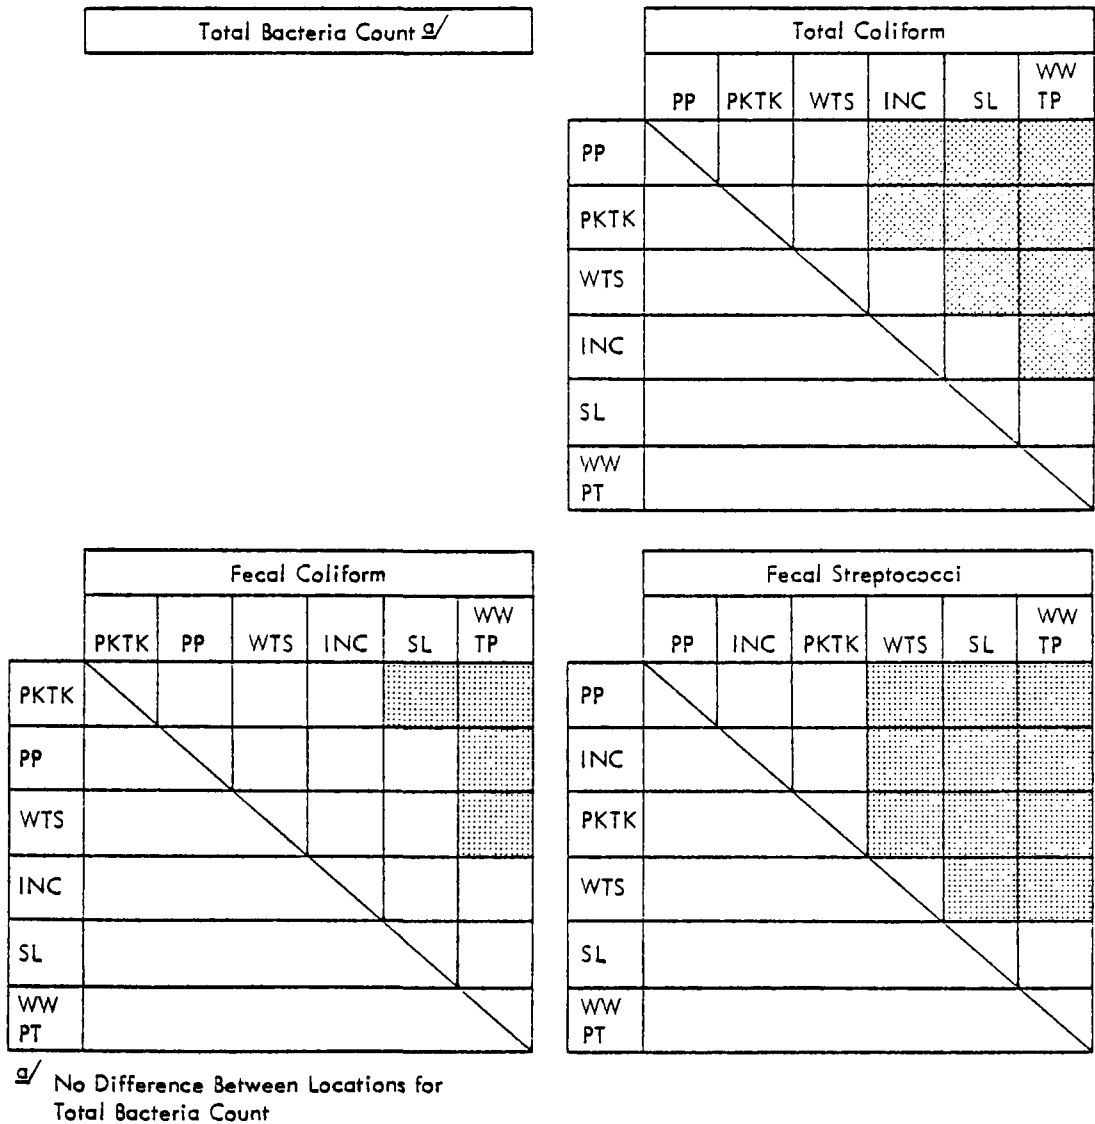 Total Bacteria Count a/
Total Coliform
PP PKTK WTS INC SL WW TP
PP
PKTK
WTS
INC
SL
WW
PT
Fecal Coliform
PKTK PP WTS INC SL WW TP
PKTK
PP
WTS
INC
SL
WW
PT
Fecal Streptococci
PP INC PKTK WTS SL WW TP
PP
INC
PKTK
WTS
SL
WW
PT
a/ No Difference Between Locations for
Total Bacteria Count